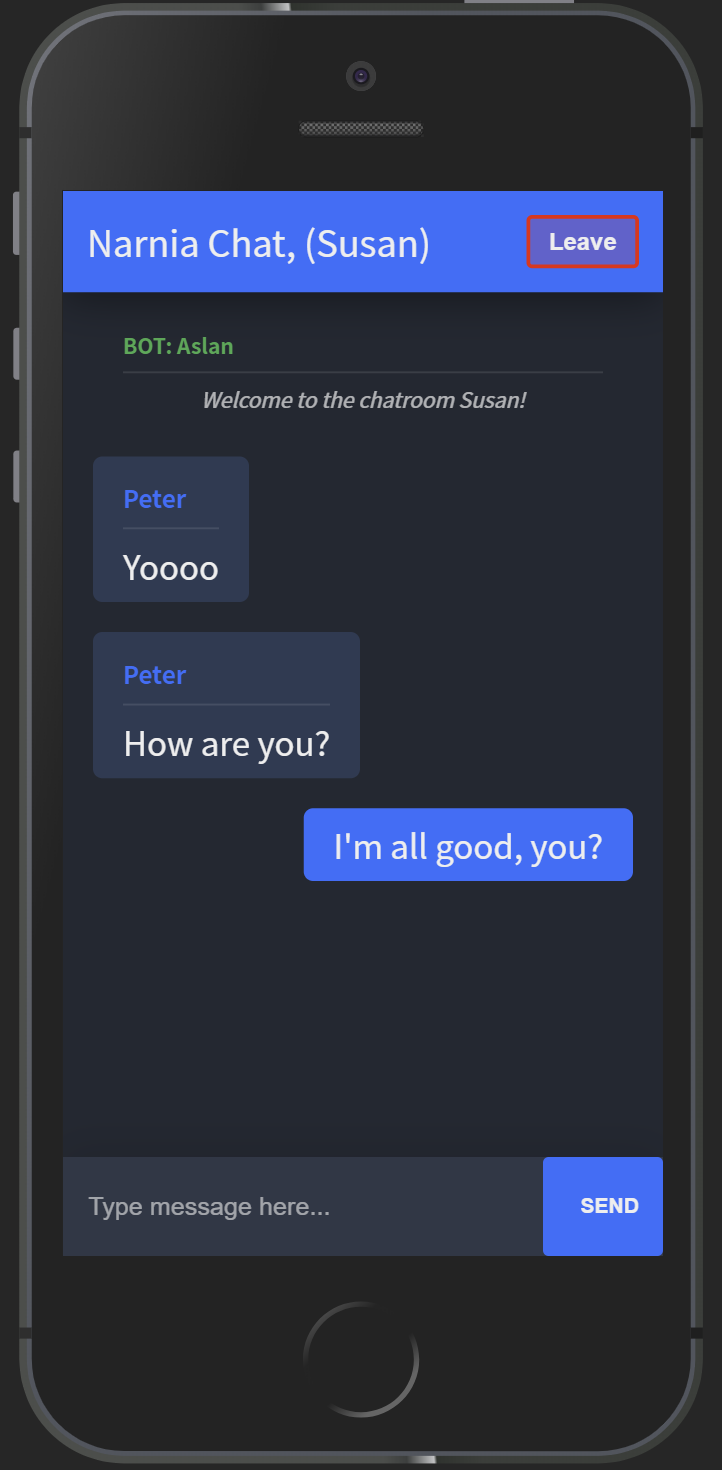 Narnia Chat, (Susan)
Leave
BOT: Aslan
Welcome to the chatroom Susan!
Peter
Yoooo
Peter
How are you?
I'm all good, you?
Type message here...
SEND